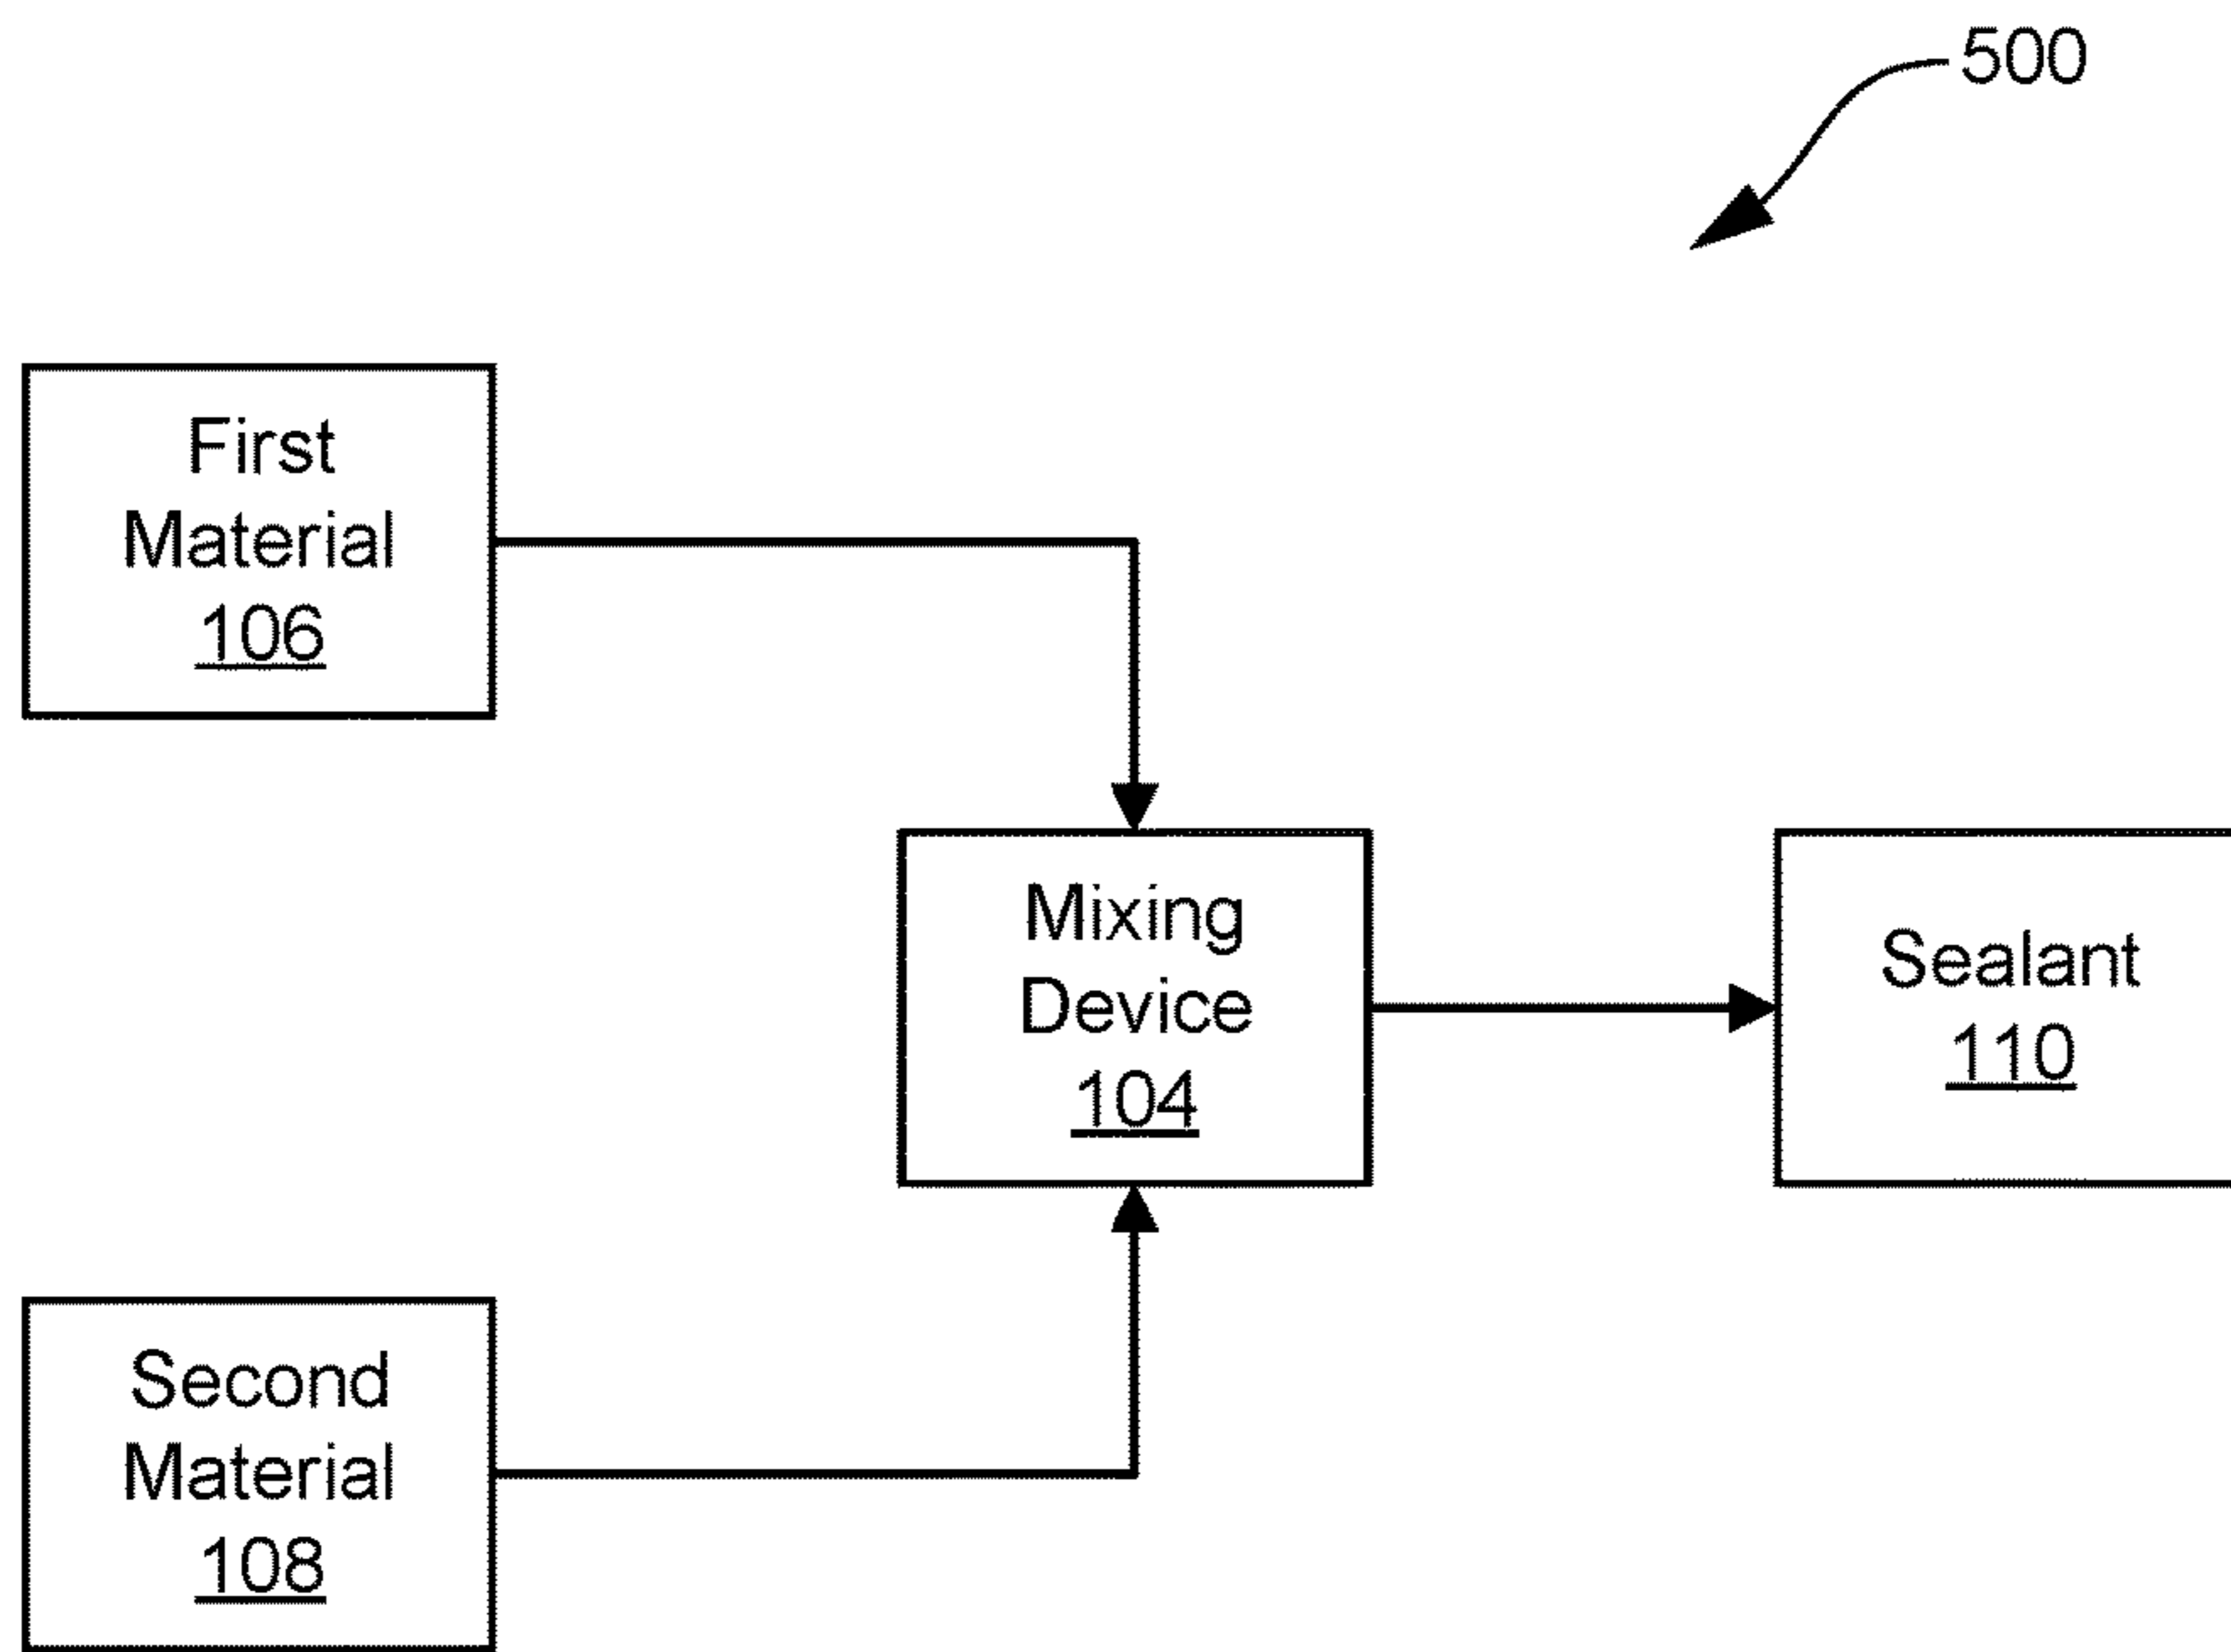 500
First
Material
106
Mixing
Device
104
Sealant
110
Second
Material
108